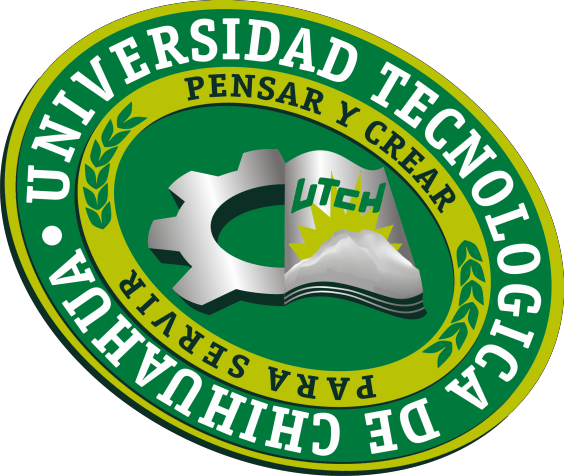 UNIVERSIDAD TECNOLOGICA DE CHIHUAHUA •
PENSAR Y CREAR
PARA SERVIR
UTCH